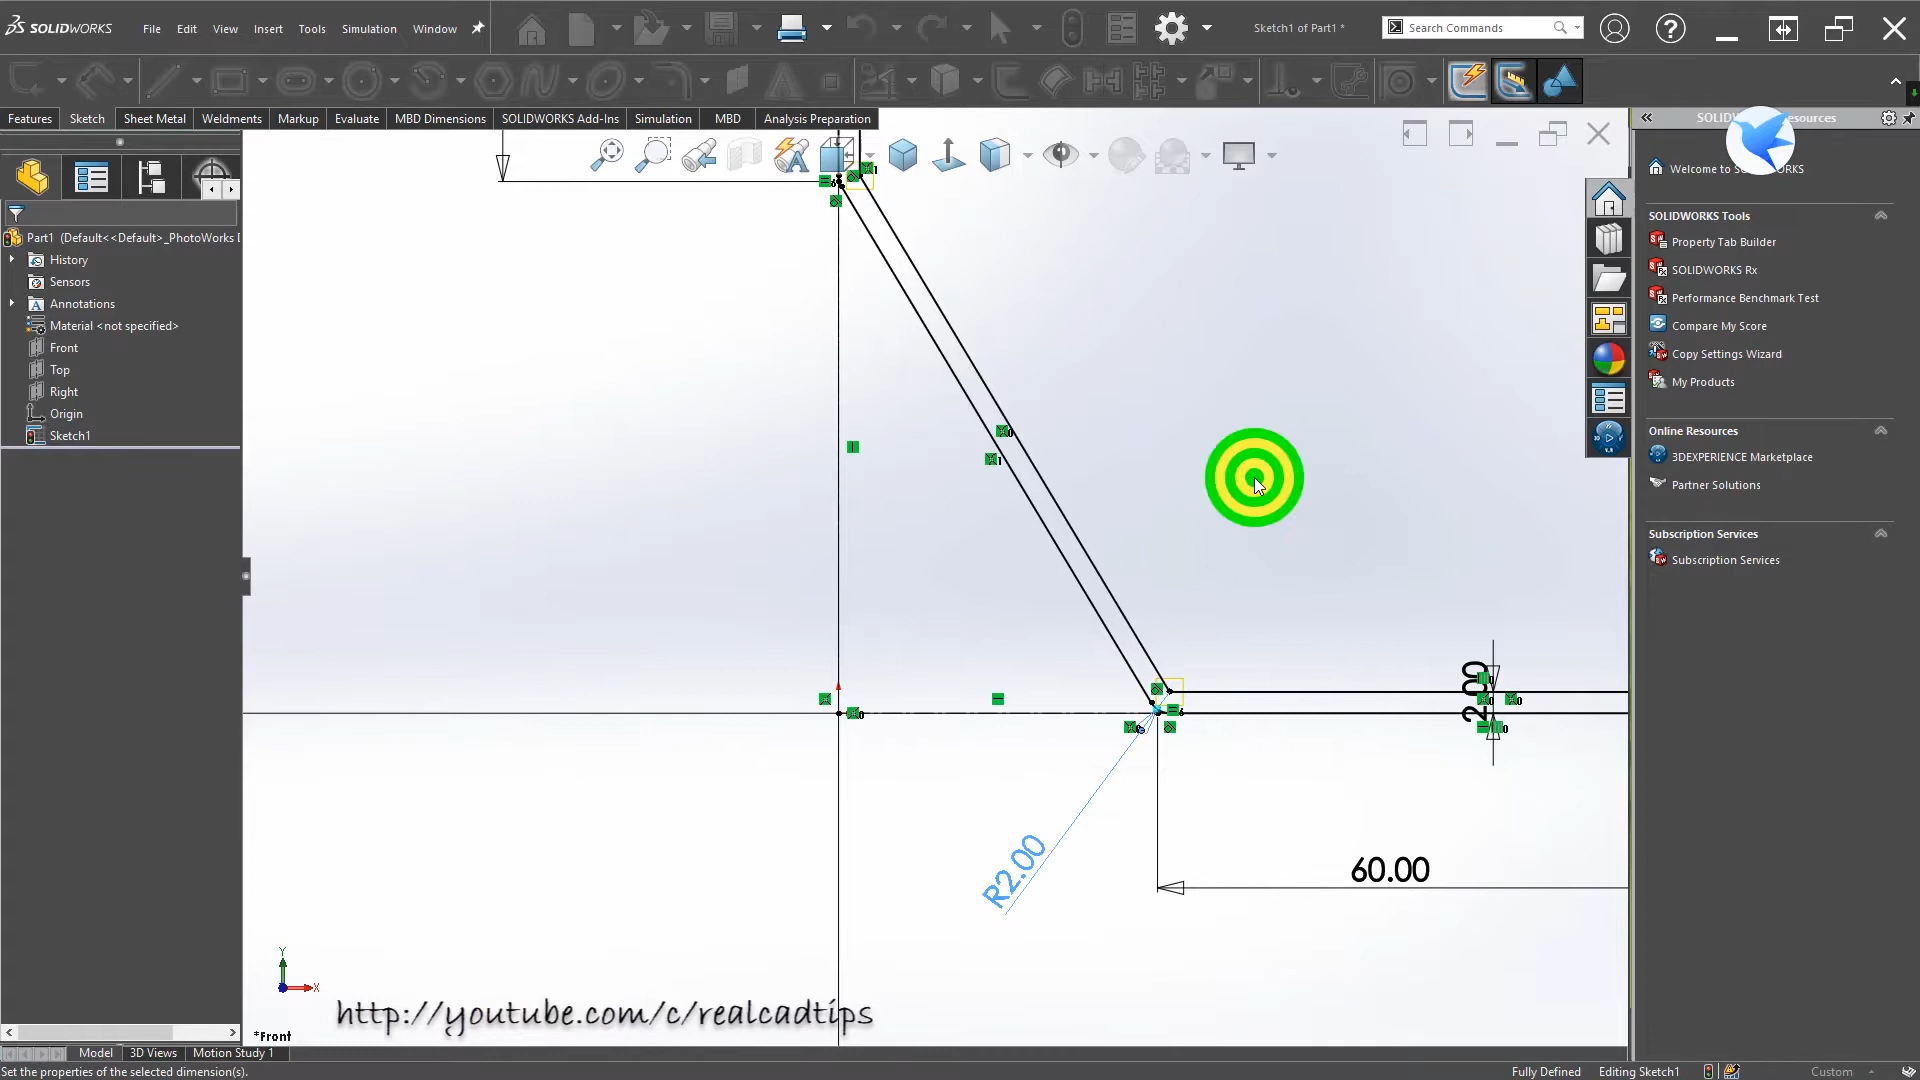 SOLIDWORKS File Edit View Insert Tools Simulation Window Sketch1 of Part1 * Search Commands
Features Sketch Sheet Metal Weldments Markup Evaluate MBD Dimensions SOLIDWORKS Add-Ins Simulation MBD Analysis Preparation
Part1 (Default<<Default>_PhotoWorks D
History
Sensors
Annotations
Material <not specified>
Front
Top
Right
Origin
Sketch1
2.00
R2.00
60.00
Y
X
*Front
http://youtube.com/c/realcadtips
Welcome to SOLIDWORKS
SOLIDWORKS Tools
Property Tab Builder
SOLIDWORKS Rx
Performance Benchmark Test
Compare My Score
Copy Settings Wizard
My Products
Online Resources
3DEXPERIENCE Marketplace
Partner Solutions
Subscription Services
Subscription Services
Model 3D Views Motion Study 1
Set the properties of the selected dimension(s). Fully Defined Editing Sketch1 Custom